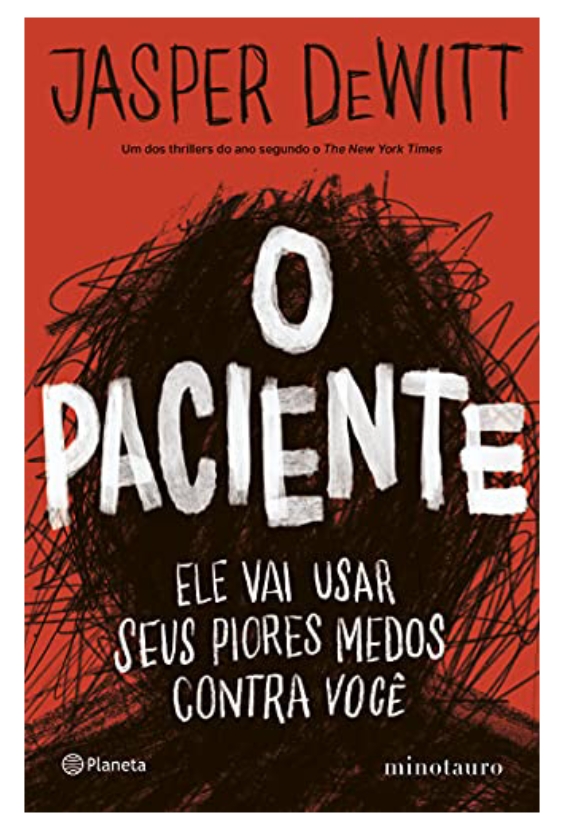 JASPER DeWITT
Um dos thrillers do ano segundo o The New York Times
O
PACIENTE
ELE VAI USAR
SEUS PIORES MEDOS
CONTRA VOCÊ
Planeta
minotauro